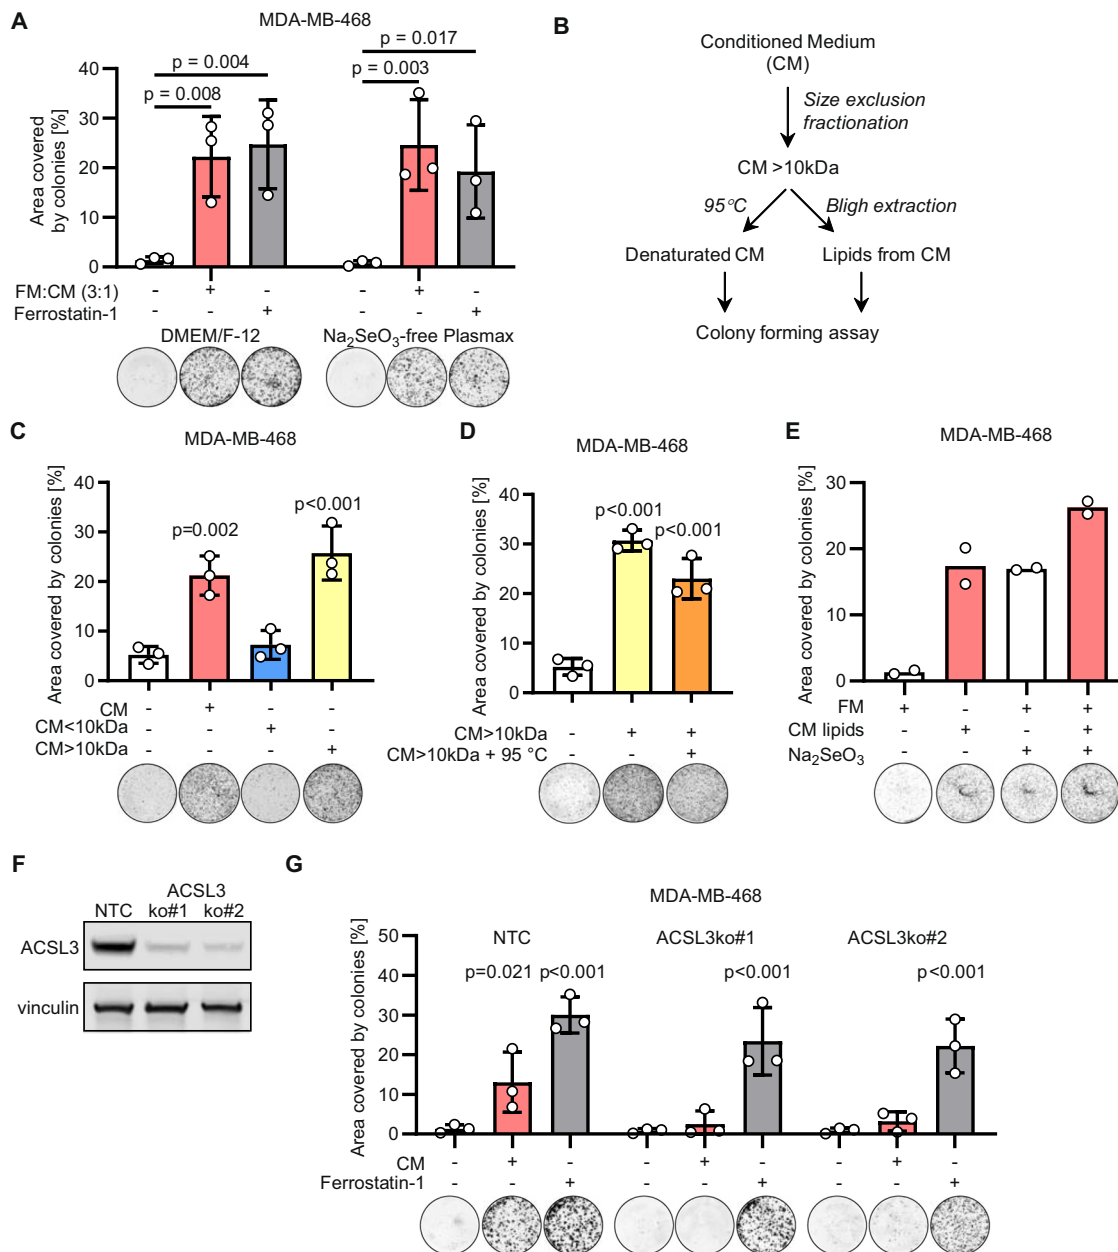 A
MDA-MB-468
Area covered
by colonies [%]
p = 0.004
p = 0.008
p = 0.017
p = 0.003
40
30
20
10
0
FM:CM (3:1) - + - - + -
Ferrostatin-1 - - + - - +
DMEM/F-12
Na₂SeO₃-free Plasmax
B
Conditioned Medium
(CM)
Size exclusion
fractionation
CM >10kDa
95°C
Bligh extraction
Denaturated CM
Lipids from CM
Colony forming assay
C
MDA-MB-468
Area covered by colonies [%]
p=0.002
p<0.001
40
30
20
10
0
CM - + - -
CM<10kDa - - + -
CM>10kDa - - - +
D
MDA-MB-468
Area covered by colonies [%]
p<0.001
p<0.001
40
30
20
10
0
CM>10kDa - + +
CM>10kDa + 95 °C - - +
E
MDA-MB-468
Area covered by colonies [%]
30
20
10
0
FM + - + +
CM lipids - + - +
Na₂SeO₃ - - + +
F
ACSL3
NTC ko#1 ko#2
ACSL3
vinculin
G
MDA-MB-468
Area covered by colonies [%]
NTC
ACSL3ko#1
ACSL3ko#2
p=0.021
p<0.001
p<0.001
p<0.001
50
40
30
20
10
0
CM - + - - + - - + -
Ferrostatin-1 - - + - - + - - +